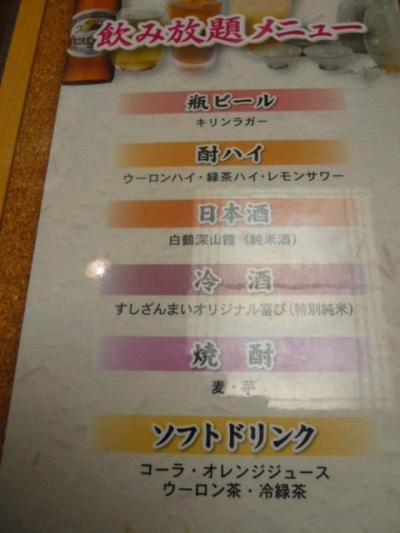 飲み放題メニュー
瓶ビール
キリンラガー
酎ハイ
ウーロンハイ・緑茶ハイ・レモンサワー
日本酒
白鶴深山霞（純米酒）
冷酒
すしざんまいオリジナル喜び（特別純米）
焼酎
麦・芋
ソフトドリンク
コーラ・オレンジジュース
ウーロン茶・冷緑茶